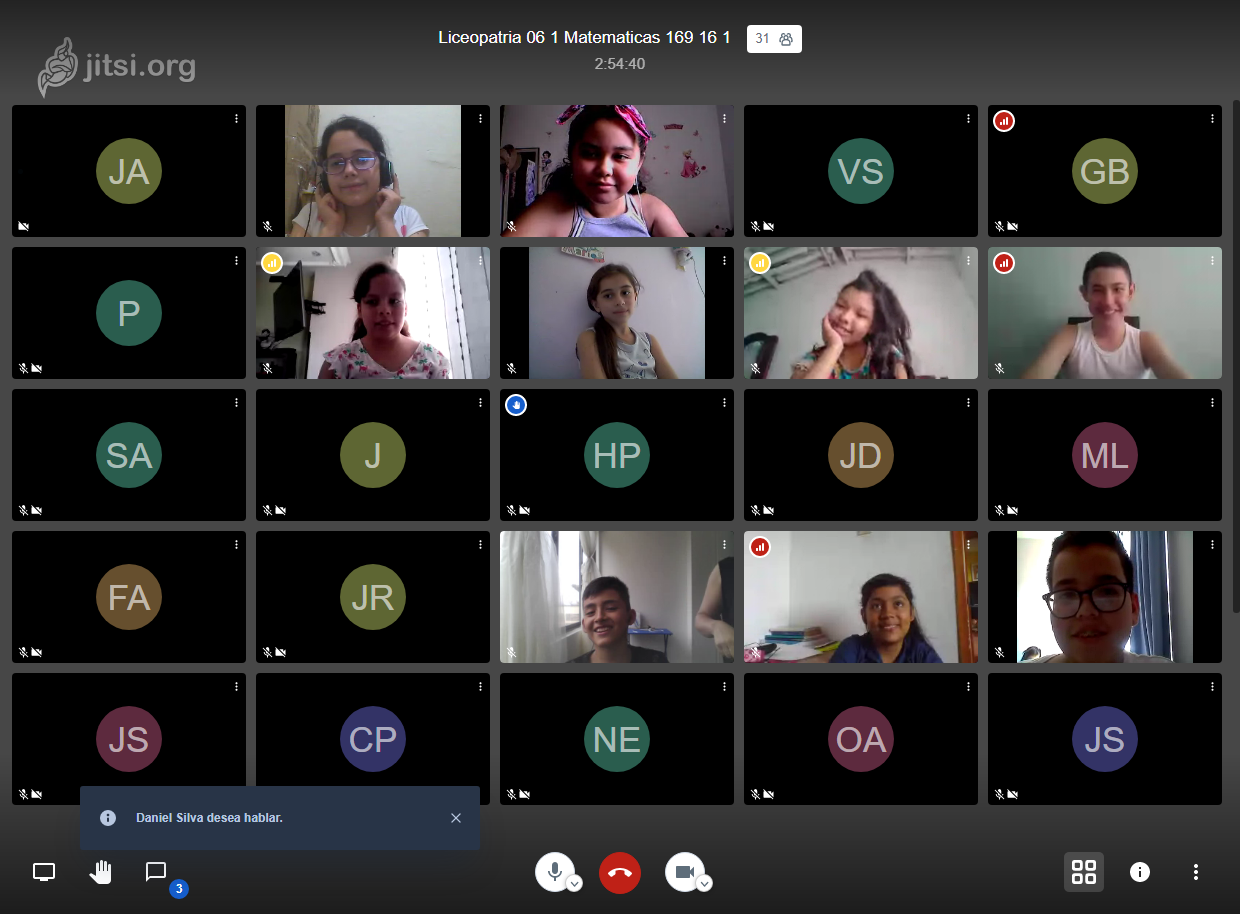 jitsi.org
Liceopatria 06 1 Matematicas 169 16 1
31
2:54:40
JA
VS
GB
P
SA
J
HP
JD
ML
FA
JR
JS
CP
NE
OA
JS
Daniel Silva desea hablar.
3